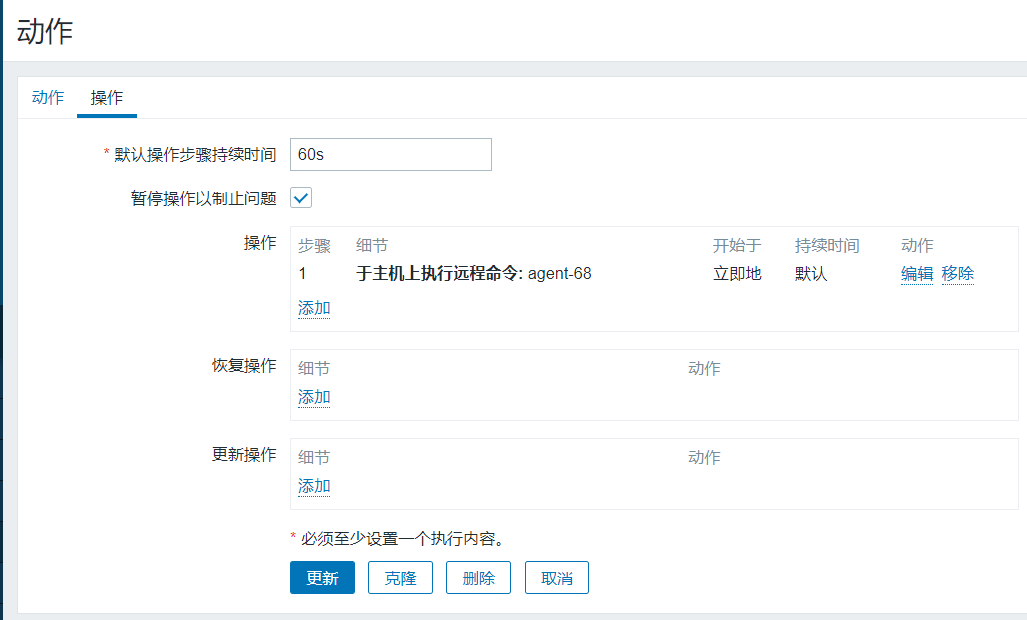 动作
动作 操作
* 默认操作步骤持续时间 60s
暂停操作以制止问题
操作 步骤 细节 开始于 持续时间 动作
1 于主机上执行远程命令: agent-68 立即地 默认 编辑 移除
添加
恢复操作 细节 动作
添加
更新操作 细节 动作
添加
* 必须至少设置一个执行内容。
更新 克隆 删除 取消